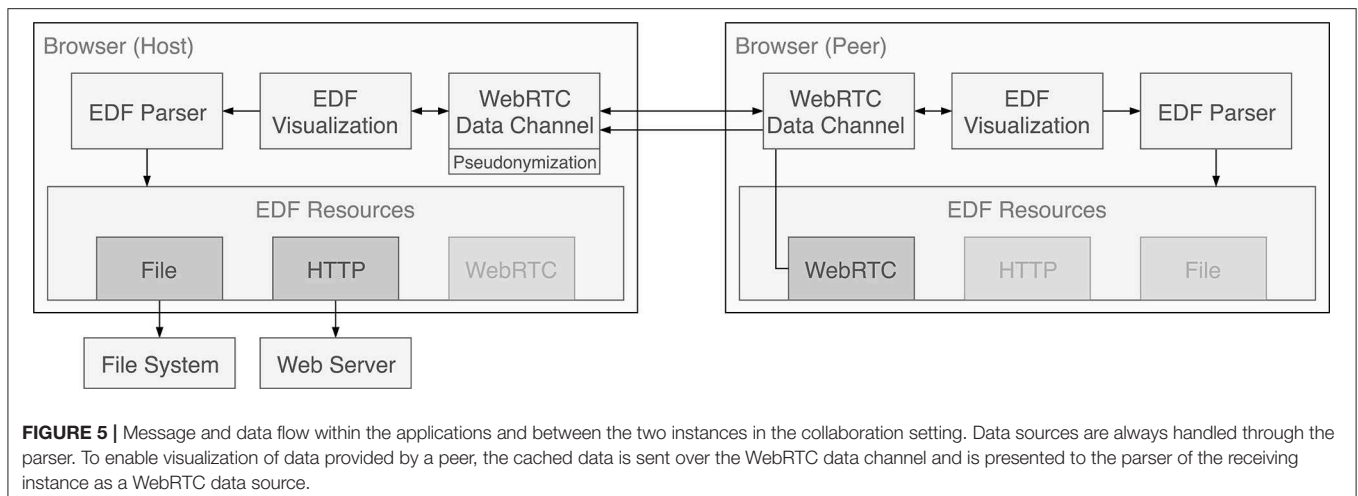 Browser (Host)
EDF Parser
EDF
Visualization
WebRTC
Data Channel
Pseudonymization
EDF Resources
File
HTTP
WebRTC
File System
Web Server
Browser (Peer)
WebRTC
Data Channel
EDF
Visualization
EDF Parser
EDF Resources
WebRTC
HTTP
File
FIGURE 5 | Message and data flow within the applications and between the two instances in the collaboration setting. Data sources are always handled through the
parser. To enable visualization of data provided by a peer, the cached data is sent over the WebRTC data channel and is presented to the parser of the receiving
instance as a WebRTC data source.